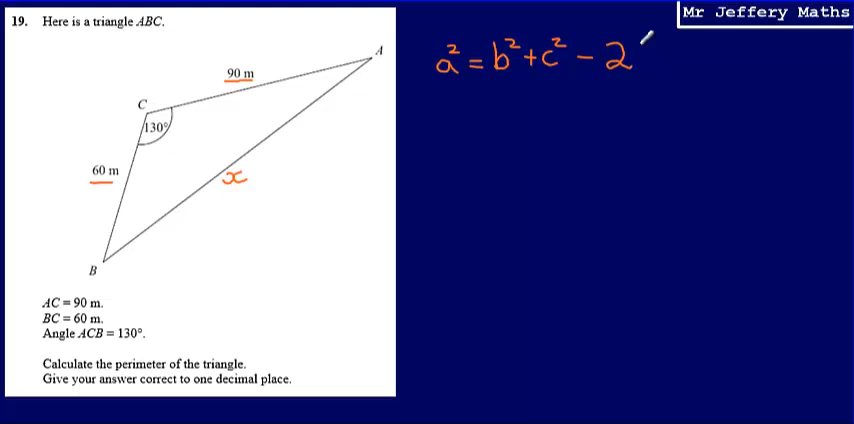 Mr Jeffery Maths
19. Here is a triangle ABC.
A
90 m
C
130°
60 m
x
B
AC = 90 m.
BC = 60 m.
Angle ACB = 130°.
Calculate the perimeter of the triangle.
Give your answer correct to one decimal place.
a² = b² + c² - 2